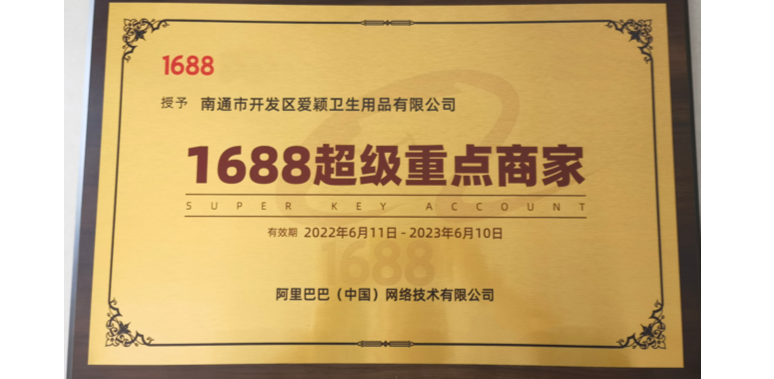 1688
授予 南通市开发区爱颖卫生用品有限公司
1688超级重点商家
SUPER KEY ACCOUNT
有效期 2022年6月11日 - 2023年6月10日
1688
阿里巴巴（中国）网络技术有限公司